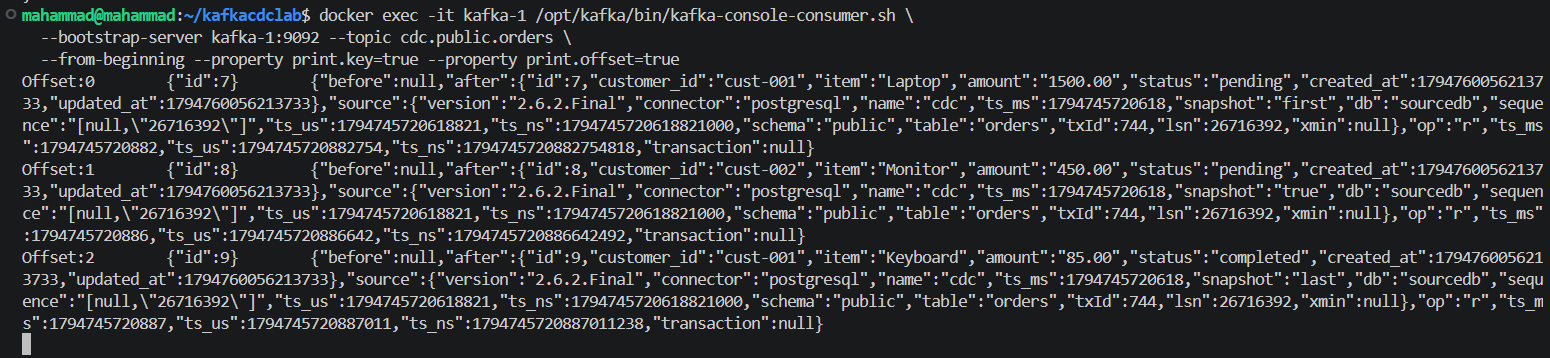 mahammad@mahammad:~/kafkacdclab$ docker exec -it kafka-1 /opt/kafka/bin/kafka-console-consumer.sh \
  --bootstrap-server kafka-1:9092 --topic cdc.public.orders \
  --from-beginning --property print.key=true --property print.offset=true
Offset:0        {"id":7}        {"before":null,"after":{"id":7,"customer_id":"cust-001","item":"Laptop","amount":"1500.00","status":"pending","created_at":17947600562137
33,"updated_at":1794760056213733},"source":{"version":"2.6.2.Final","connector":"postgresql","name":"cdc","ts_ms":1794745720618,"snapshot":"first","db":"sourcedb","seque
nce":"[null,\"26716392\"]","ts_us":1794745720618821,"ts_ns":1794745720618821000,"schema":"public","table":"orders","txId":744,"lsn":26716392,"xmin":null},"op":"r","ts_ms
":1794745720882,"ts_us":1794745720882754,"ts_ns":1794745720882754818,"transaction":null}
Offset:1        {"id":8}        {"before":null,"after":{"id":8,"customer_id":"cust-002","item":"Monitor","amount":"450.00","status":"pending","created_at":17947600562137
33,"updated_at":1794760056213733},"source":{"version":"2.6.2.Final","connector":"postgresql","name":"cdc","ts_ms":1794745720618,"snapshot":"true","db":"sourcedb","sequen
ce":"[null,\"26716392\"]","ts_us":1794745720618821,"ts_ns":1794745720618821000,"schema":"public","table":"orders","txId":744,"lsn":26716392,"xmin":null},"op":"r","ts_ms"
:1794745720886,"ts_us":1794745720886642,"ts_ns":1794745720886642492,"transaction":null}
Offset:2        {"id":9}        {"before":null,"after":{"id":9,"customer_id":"cust-001","item":"Keyboard","amount":"85.00","status":"completed","created_at":179476005621
3733,"updated_at":1794760056213733},"source":{"version":"2.6.2.Final","connector":"postgresql","name":"cdc","ts_ms":1794745720618,"snapshot":"last","db":"sourcedb","sequ
ence":"[null,\"26716392\"]","ts_us":1794745720618821,"ts_ns":1794745720618821000,"schema":"public","table":"orders","txId":744,"lsn":26716392,"xmin":null},"op":"r","ts_m
s":1794745720887,"ts_us":1794745720887011,"ts_ns":1794745720887011238,"transaction":null}